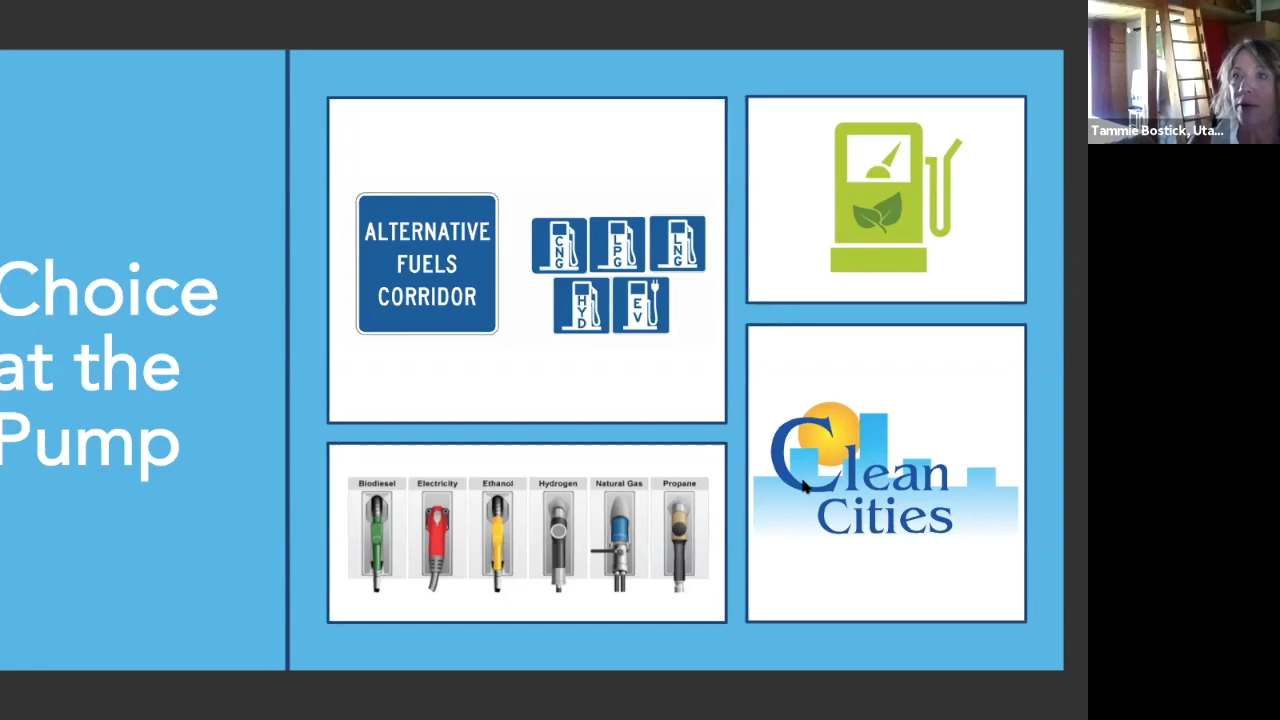 Choice
at the
Pump
ALTERNATIVE
FUELS
CORRIDOR
CNG
LPG
LNG
HYD
EV
Biodiesel
Electricity
Ethanol
Hydrogen
Natural Gas
Propane
Clean
Cities
Tammie Bostick, Uta...